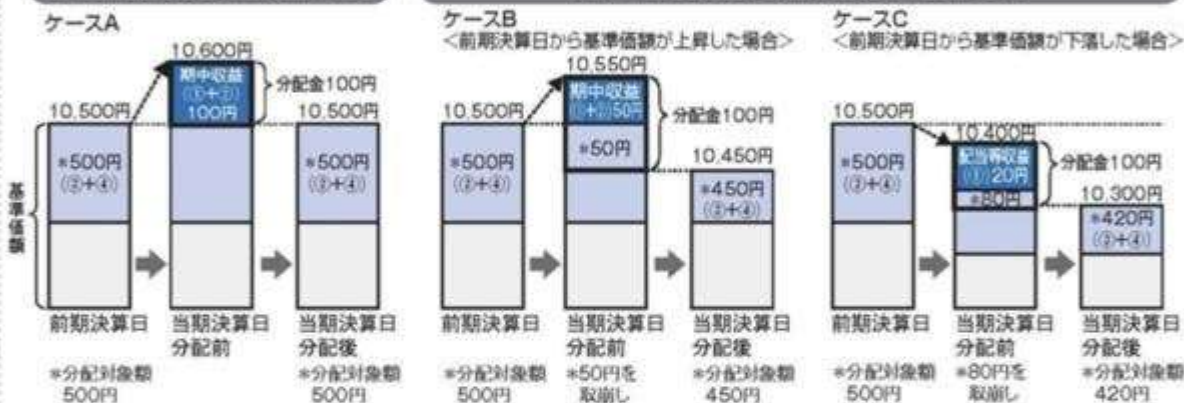 ケースA
10,600円
期中収益
(①+②)
100円
分配金100円
10,500円
10,500円
*500円
(③+④)
*500円
(③+④)
基準価額
前期決算日
当期決算日
分配前
当期決算日
分配後
*分配対象額
500円
*分配対象額
500円
ケースB
<前期決算日から基準価額が上昇した場合>
10,550円
期中収益
(①+②)50円
分配金100円
10,500円
*50円
10,450円
*500円
(③+④)
*450円
(③+④)
前期決算日
当期決算日
分配前
当期決算日
分配後
*分配対象額
500円
*50円を
取崩し
*分配対象額
450円
ケースC
<前期決算日から基準価額が下落した場合>
10,500円
10,400円
配当等収益
(①)20円
分配金100円
*500円
(③+④)
*80円
10,300円
*420円
(③+④)
前期決算日
当期決算日
分配前
当期決算日
分配後
*分配対象額
500円
*80円を
取崩し
*分配対象額
420円